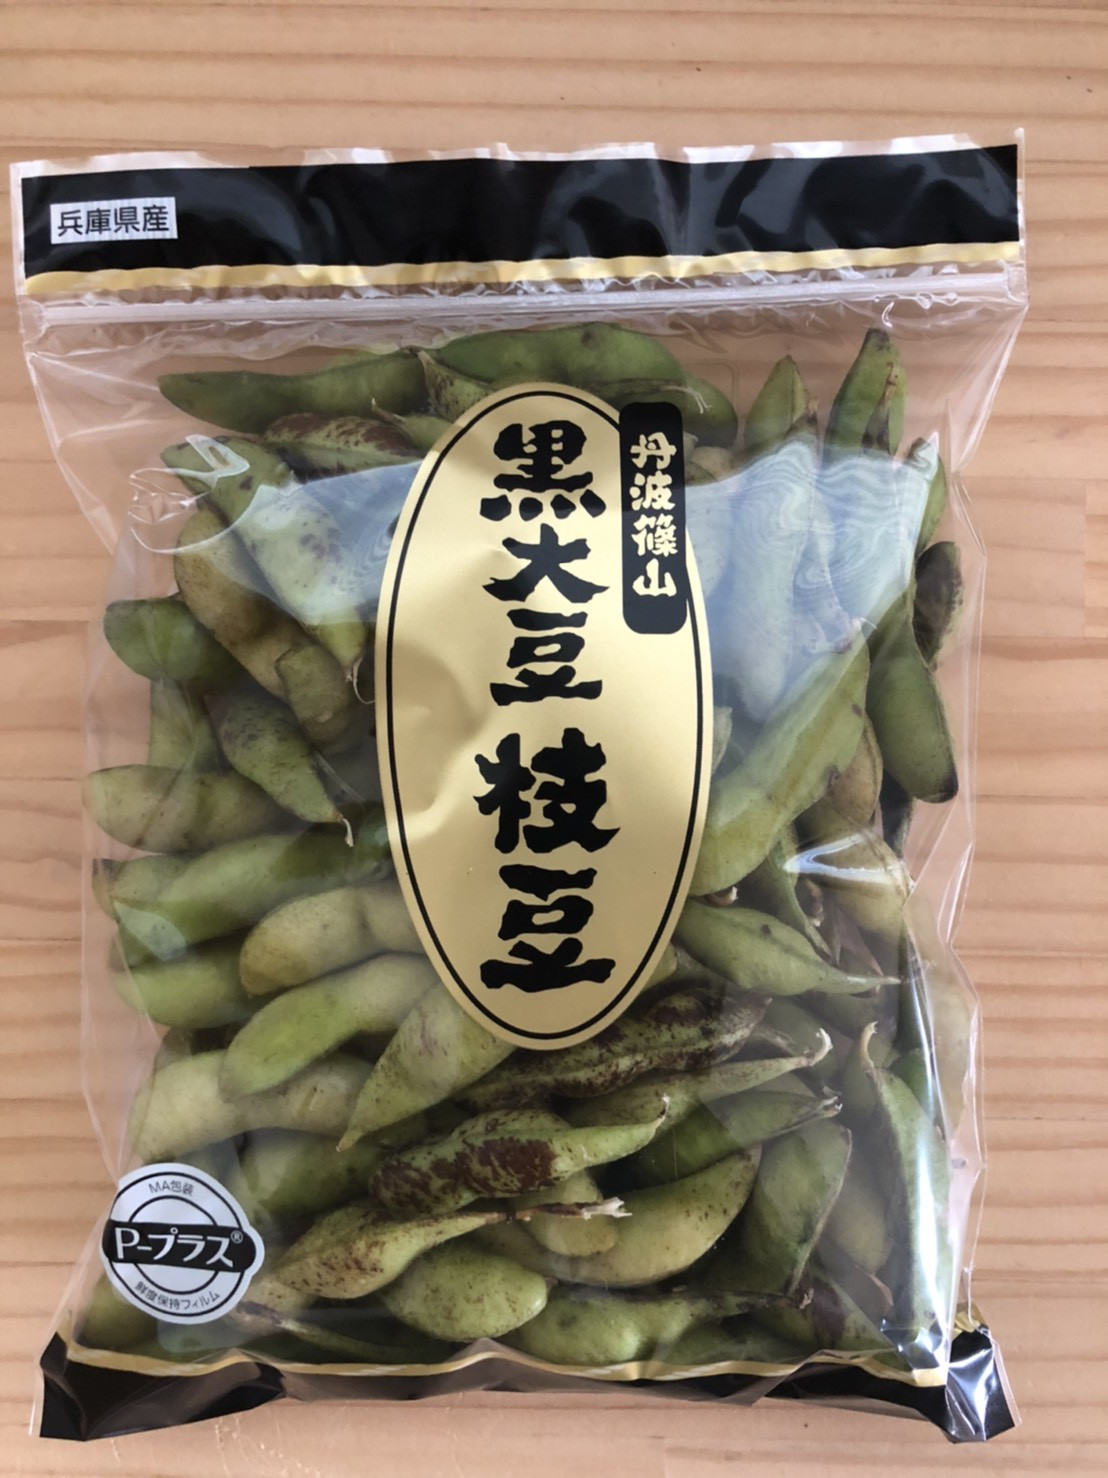 兵庫県産
丹波篠山
黒大豆 枝豆
MA包装
P-プラス®
鮮度保持フィルム